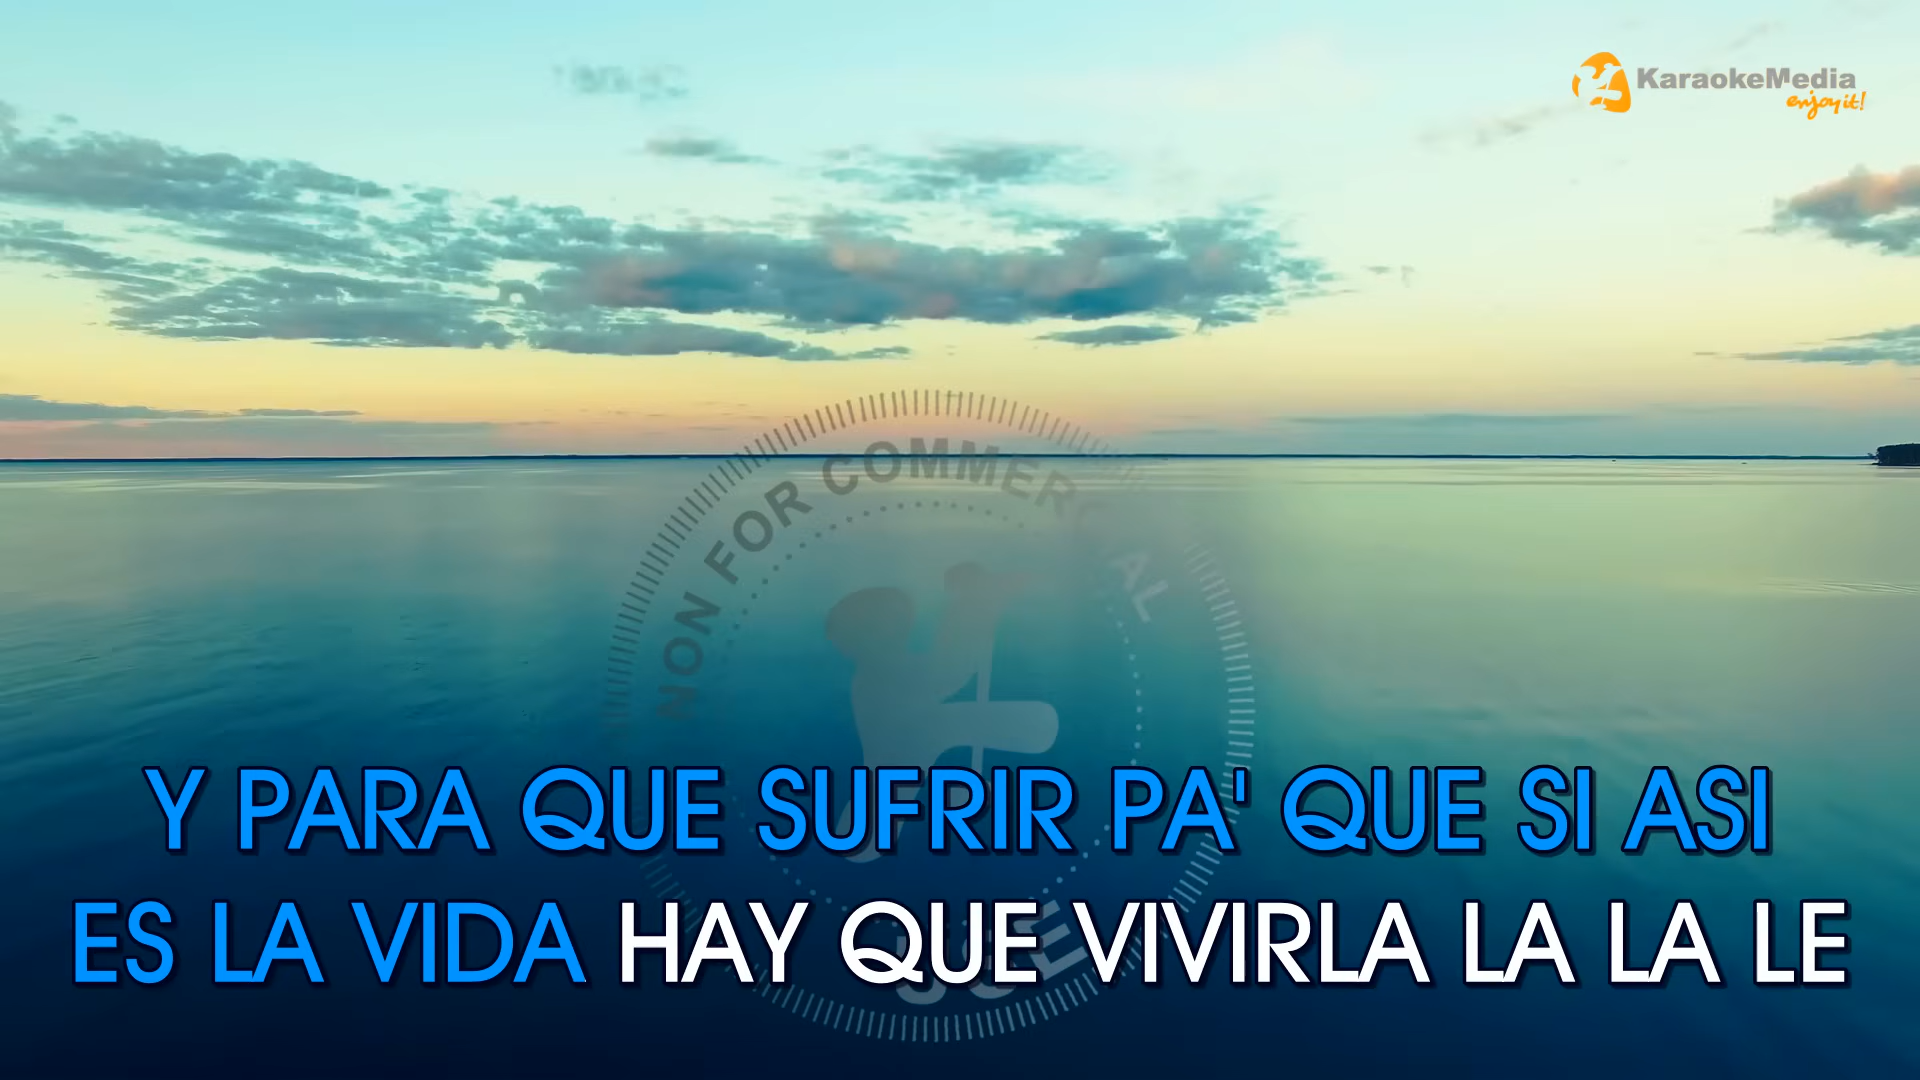 KaraokeMedia
enjoy it!
NON FOR COMMERCIAL
USE
Y PARA QUE SUFRIR PA' QUE SI ASI
ES LA VIDA HAY QUE VIVIRLA LA LA LE